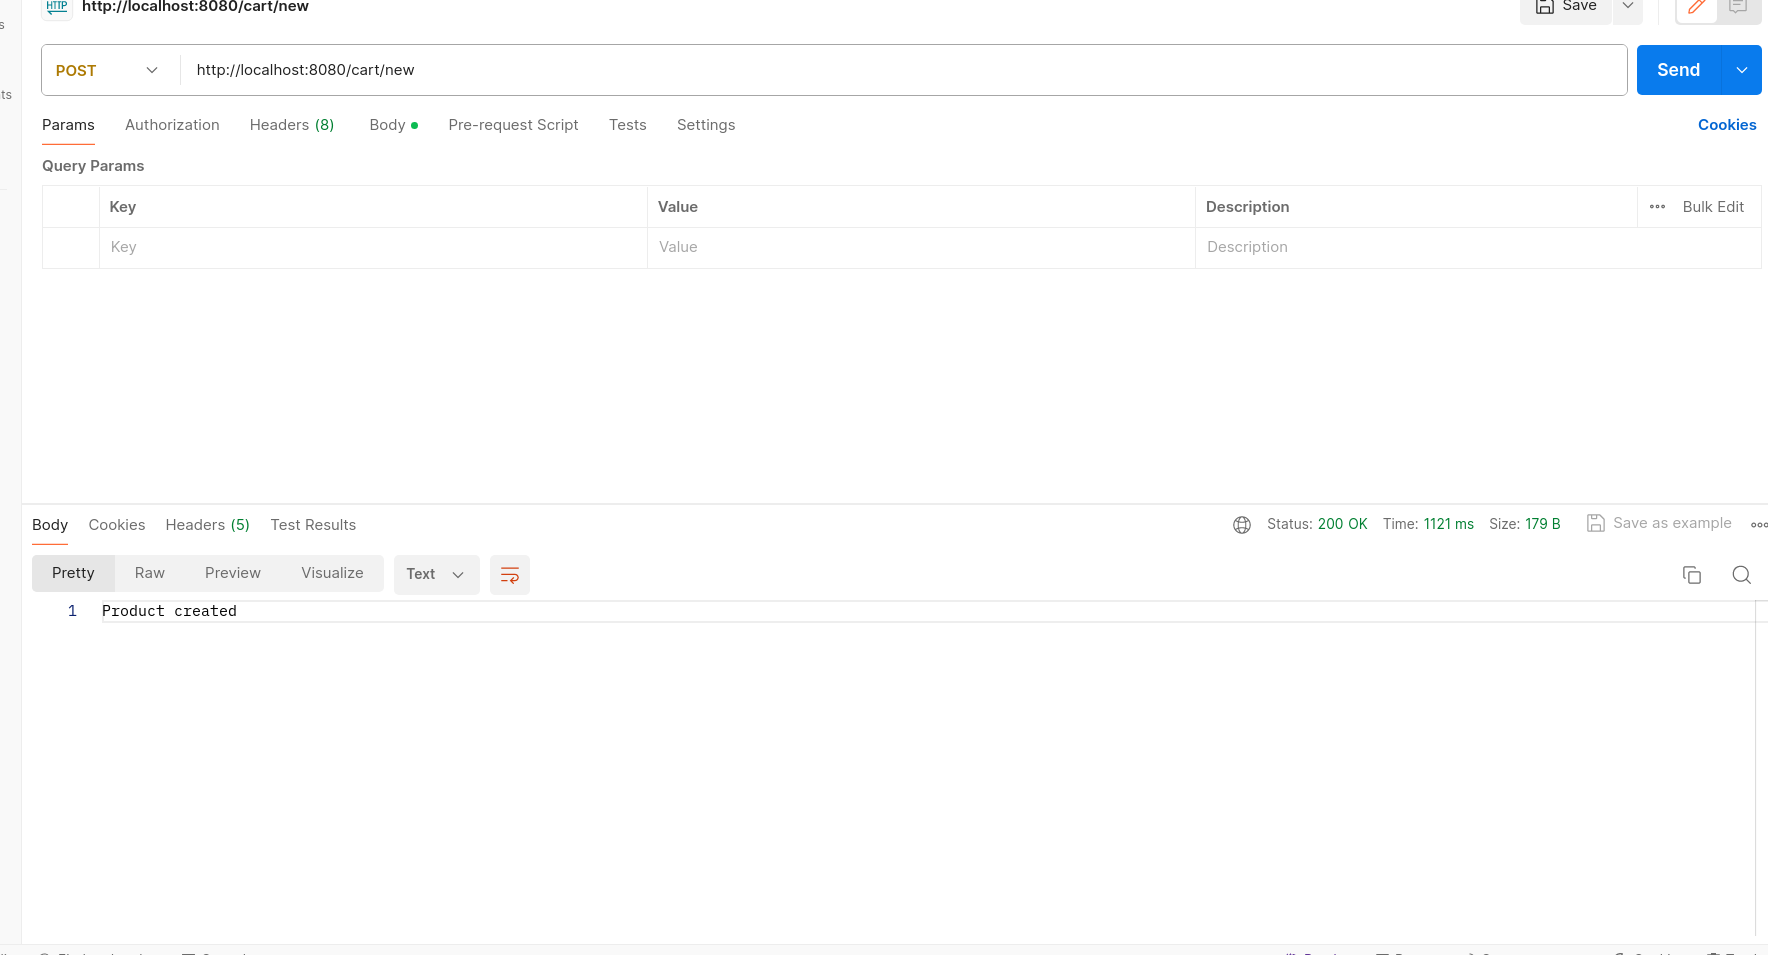 s
HTTP http://localhost:8080/cart/new Save
POST http://localhost:8080/cart/new Send
ts
Params Authorization Headers (8) Body Pre-request Script Tests Settings Cookies
Query Params
Key Value Description Bulk Edit
Key Value Description
Body Cookies Headers (5) Test Results Status: 200 OK Time: 1121 ms Size: 179 B Save as example
Pretty Raw Preview Visualize Text
1 Product created